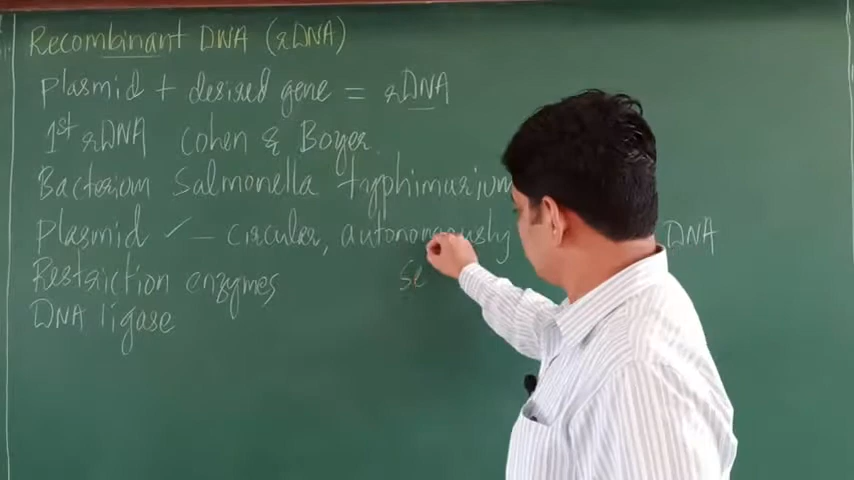 Recombinant DNA (rDNA)
Plasmid + desired gene = rDNA
1st rDNA Cohen & Boyer.
Bacterium Salmonella typhimurium
Plasmid ✓ – circular, autonomously DNA
Se
Restriction enzymes
DNA ligase